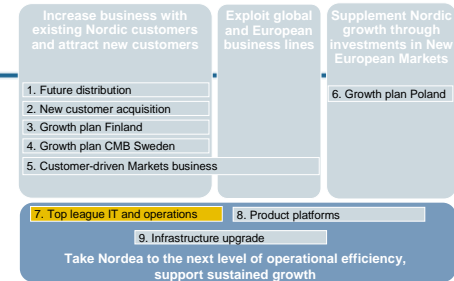 Increase business with
existing Nordic customers
and attract new customers
Exploit global
and European
business lines
Supplement Nordic
growth through
investments in New
European Markets
1. Future distribution
2. New customer acquisition
3. Growth plan Finland
4. Growth plan CMB Sweden
5. Customer-driven Markets business
6. Growth plan Poland
7. Top league IT and operations
8. Product platforms
9. Infrastructure upgrade
Take Nordea to the next level of operational efficiency,
support sustained growth